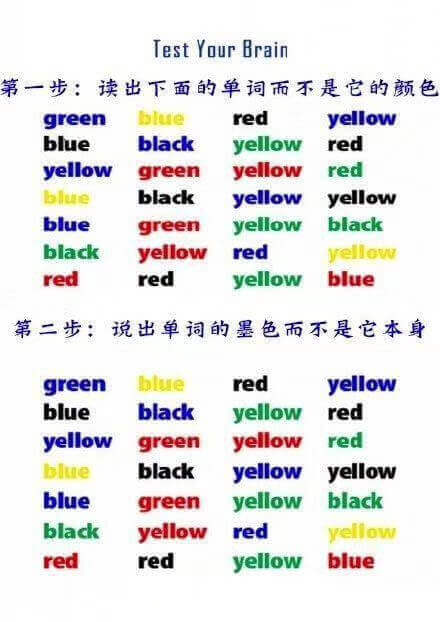 Test Your Brain
第一步：读出下面的单词而不是它的颜色
green blue red yellow
blue black yellow red
yellow green yellow red
blue black yellow yellow
blue green yellow black
black yellow red yellow
red red yellow blue
第二步：说出单词的墨色而不是它本身
green blue red yellow
blue black yellow red
yellow green yellow red
blue black yellow yellow
blue green yellow black
black yellow red yellow
red red yellow blue